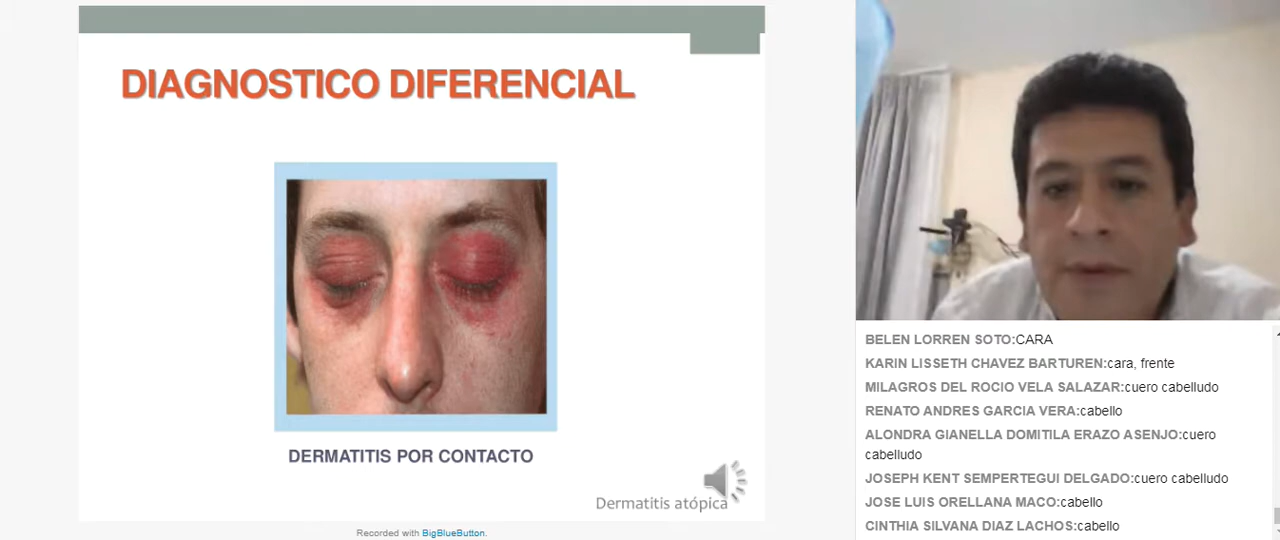 DIAGNOSTICO DIFERENCIAL
DERMATITIS POR CONTACTO
Dermatitis atópica
Recorded with BigBlueButton.
BELEN LORREN SOTO:CARA
KARIN LISSETH CHAVEZ BARTUREN:cara, frente
MILAGROS DEL ROCIO VELA SALAZAR:cuero cabelludo
RENATO ANDRES GARCIA VERA:cabello
ALONDRA GIANELLA DOMITILA ERAZO ASENJO:cuero
cabelludo
JOSEPH KENT SEMPERTEGUI DELGADO:cuero cabelludo
JOSE LUIS ORELLANA MACO:cabello
CINTHIA SILVANA DIAZ LACHOS:cabello